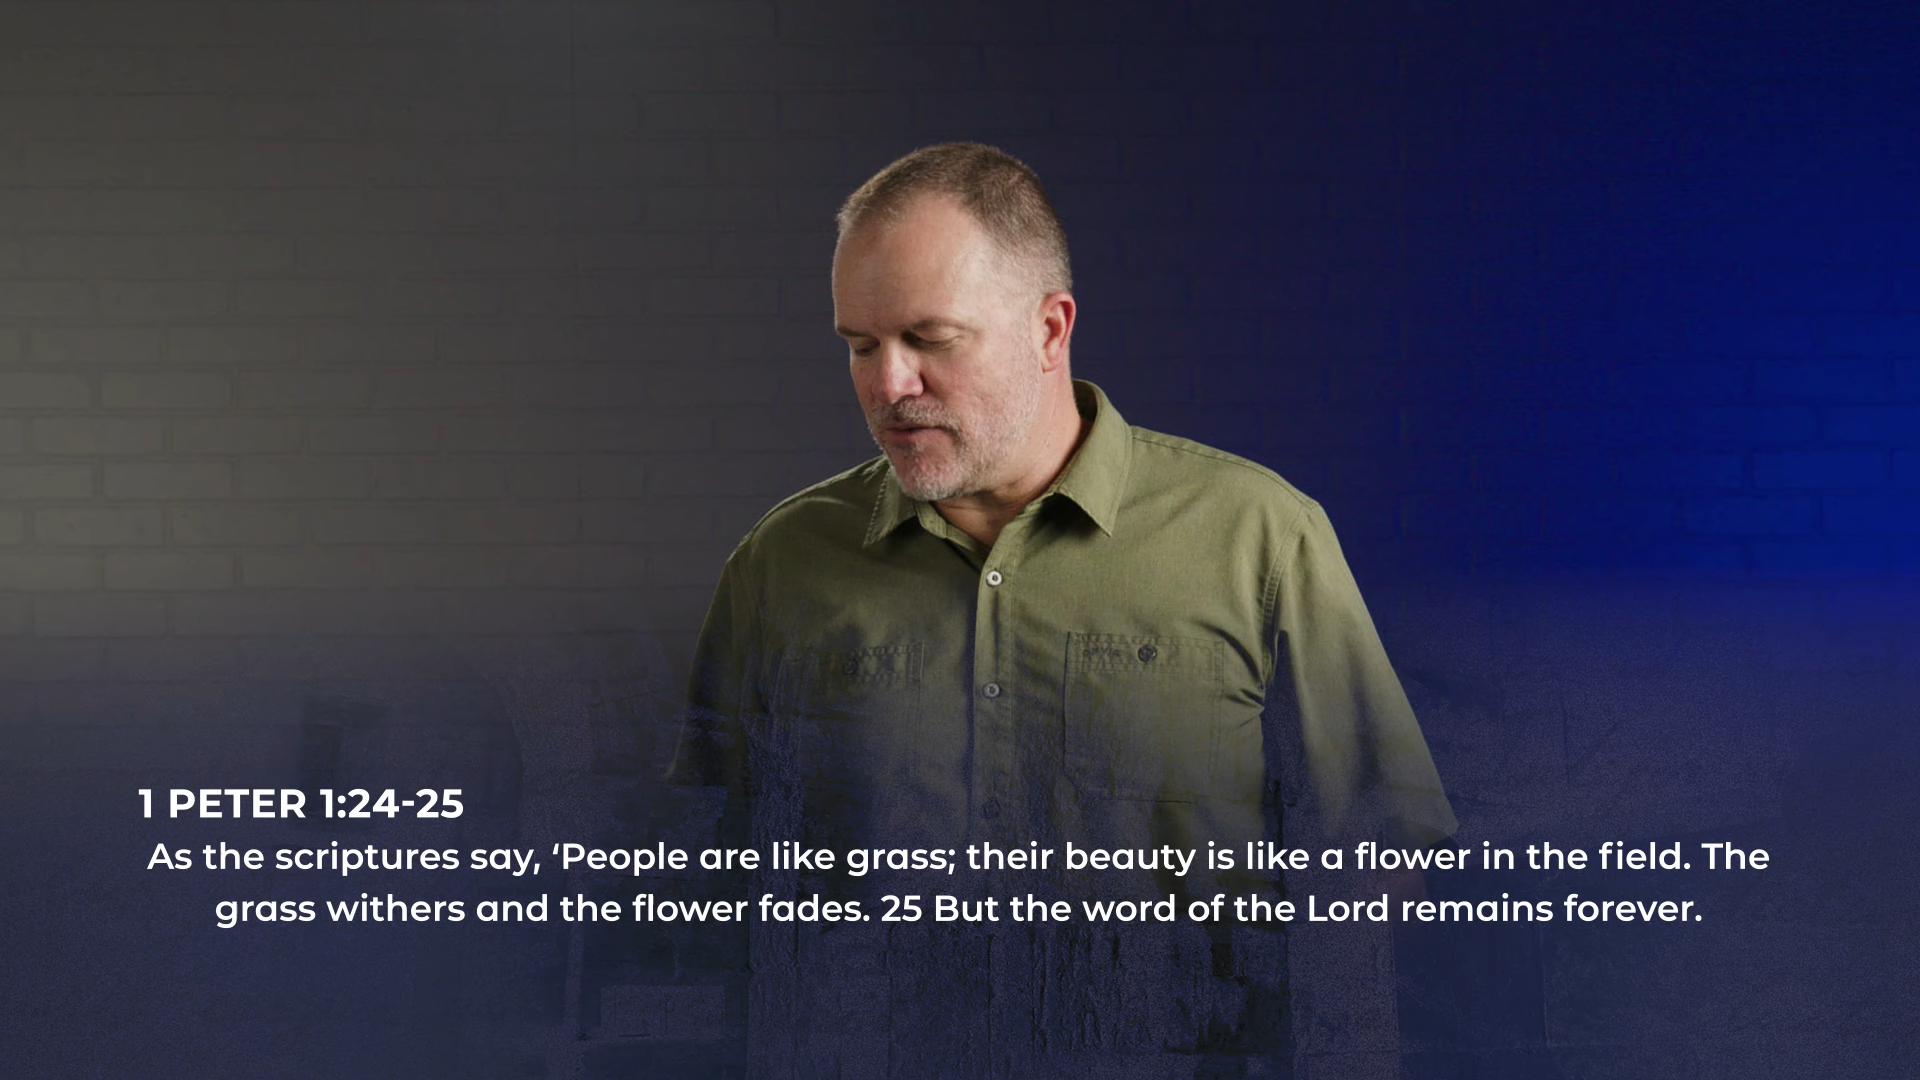 1 PETER 1:24-25
As the scriptures say, ‘People are like grass; their beauty is like a flower in the field. The
grass withers and the flower fades. 25 But the word of the Lord remains forever.